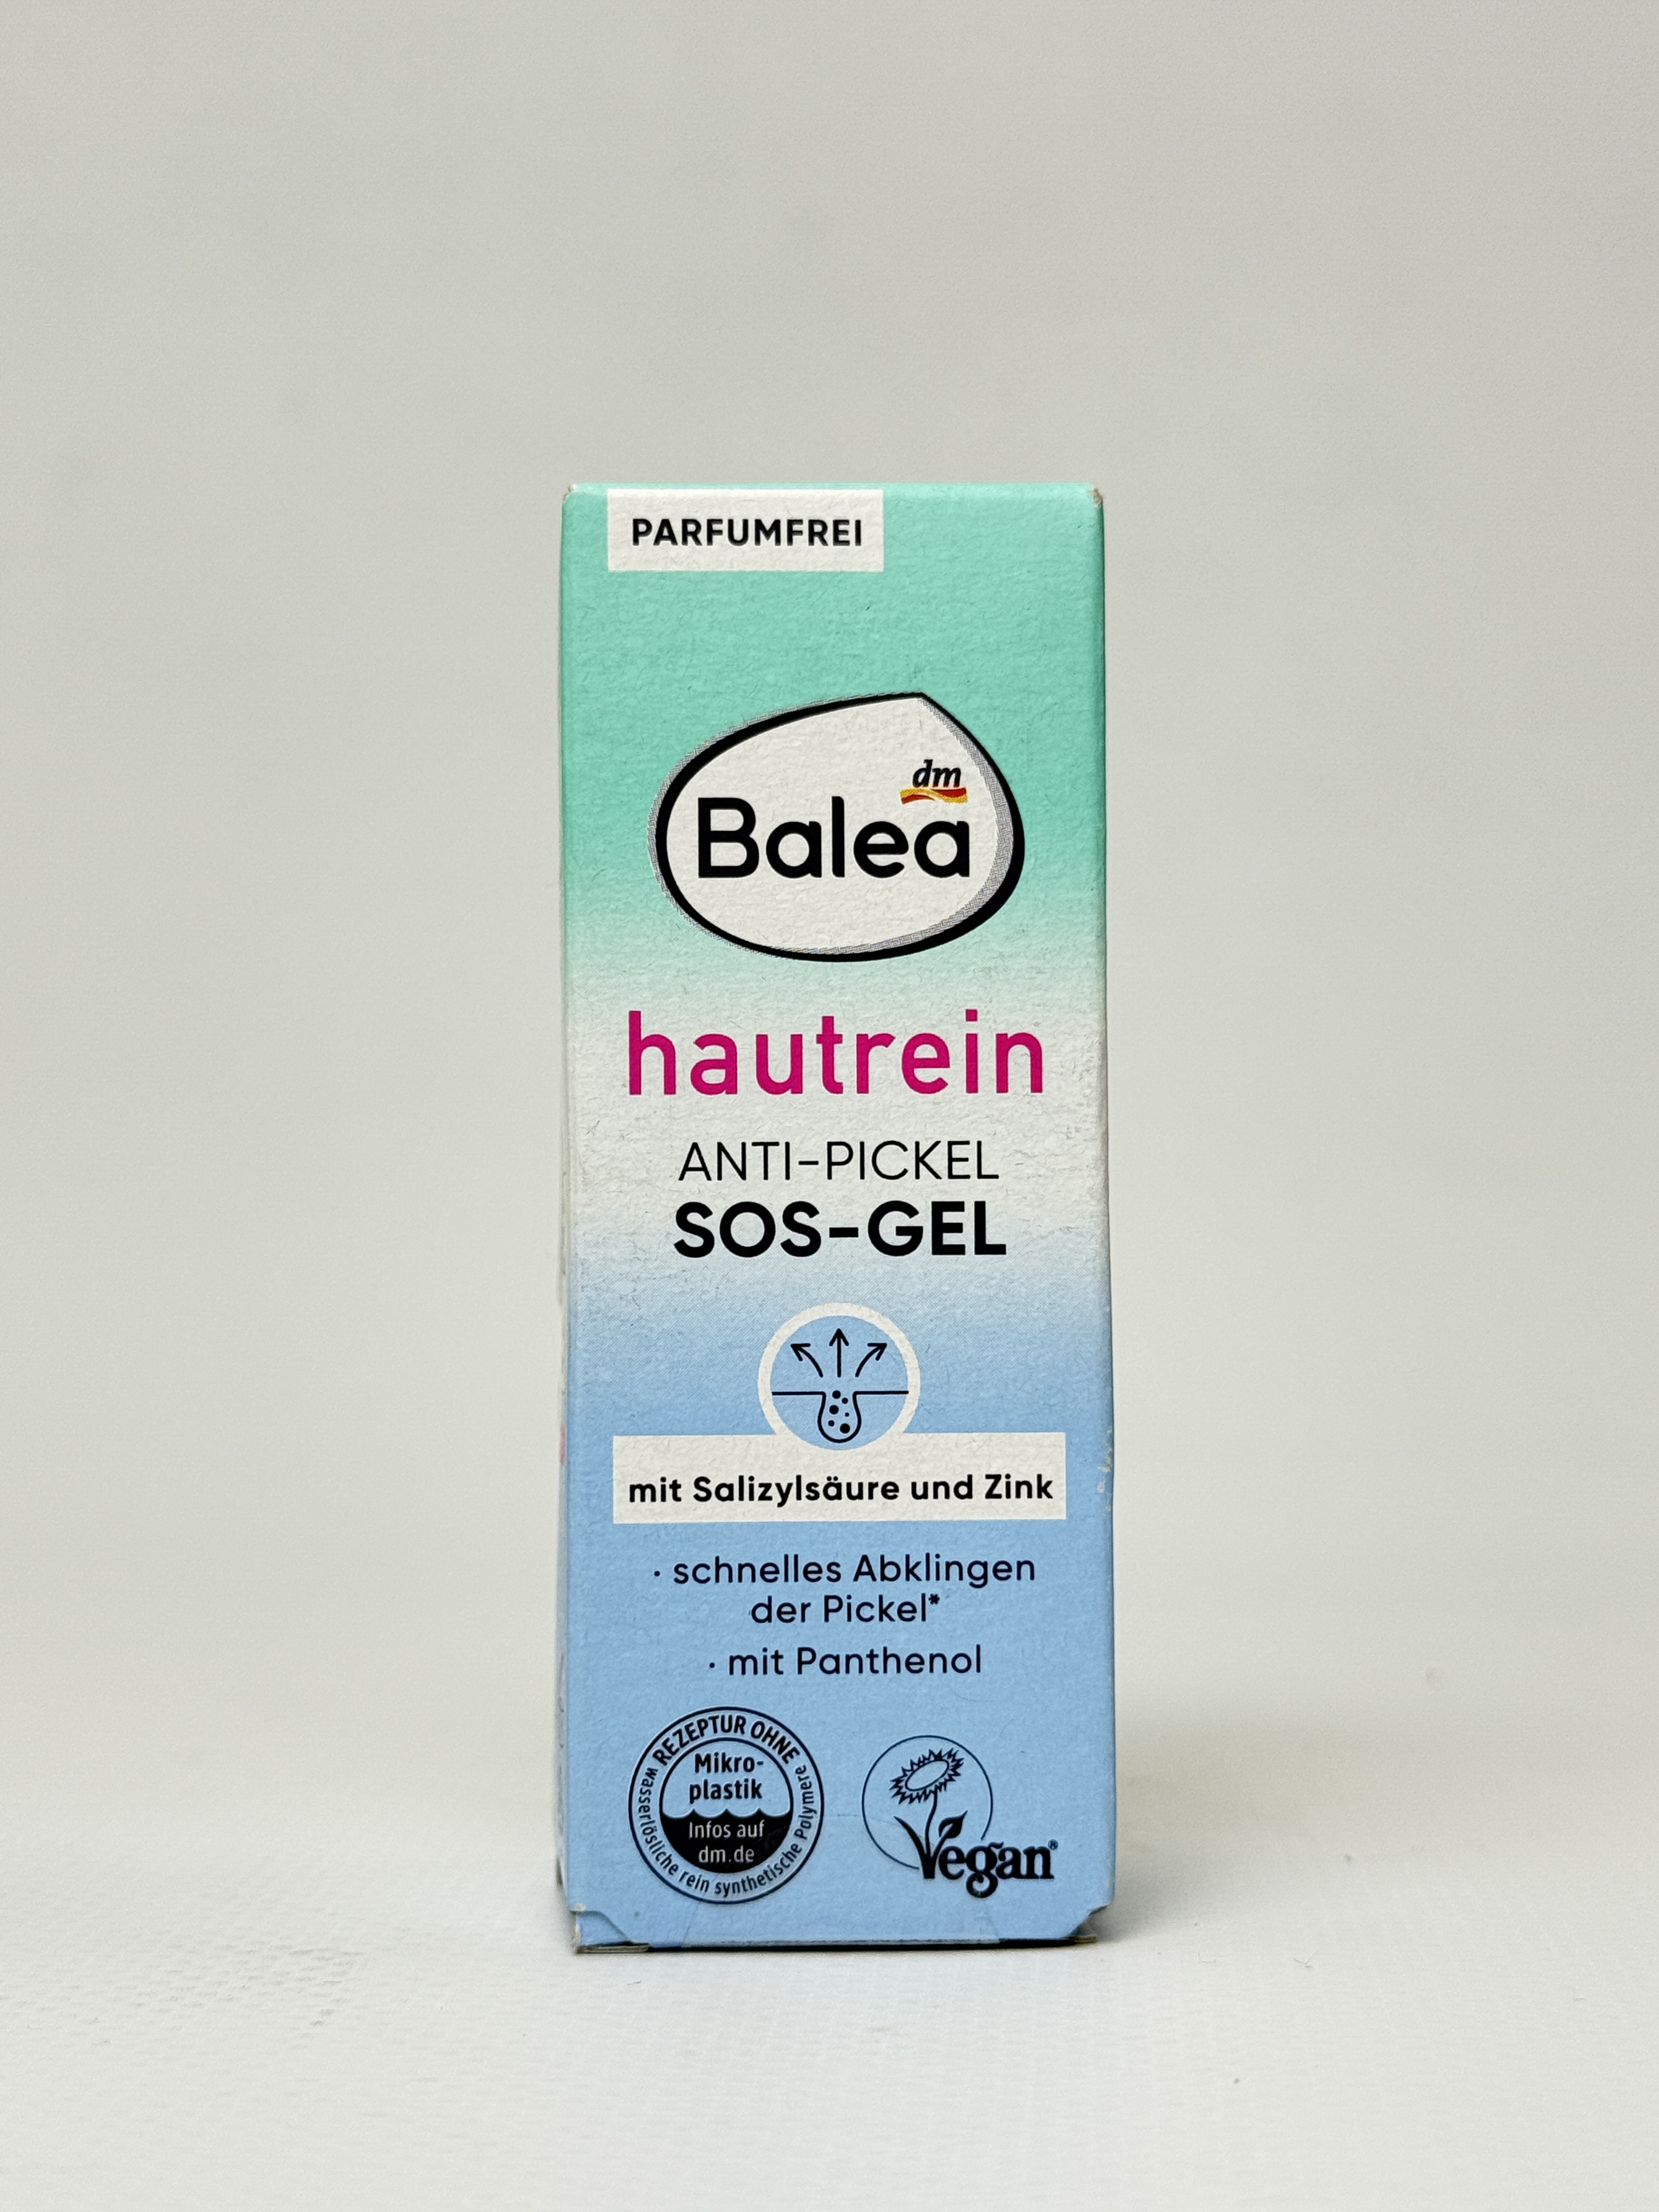 PARFUMFREI
dm
Balea
hautrein
ANTI-PICKEL
SOS-GEL
mit Salizylsäure und Zink
· schnelles Abklingen
der Pickel*
· mit Panthenol
REZEPTUR OHNE
Mikro-
plastik
Infos auf
dm.de
wasserlösliche rein synthetische Polymere
Vegan®